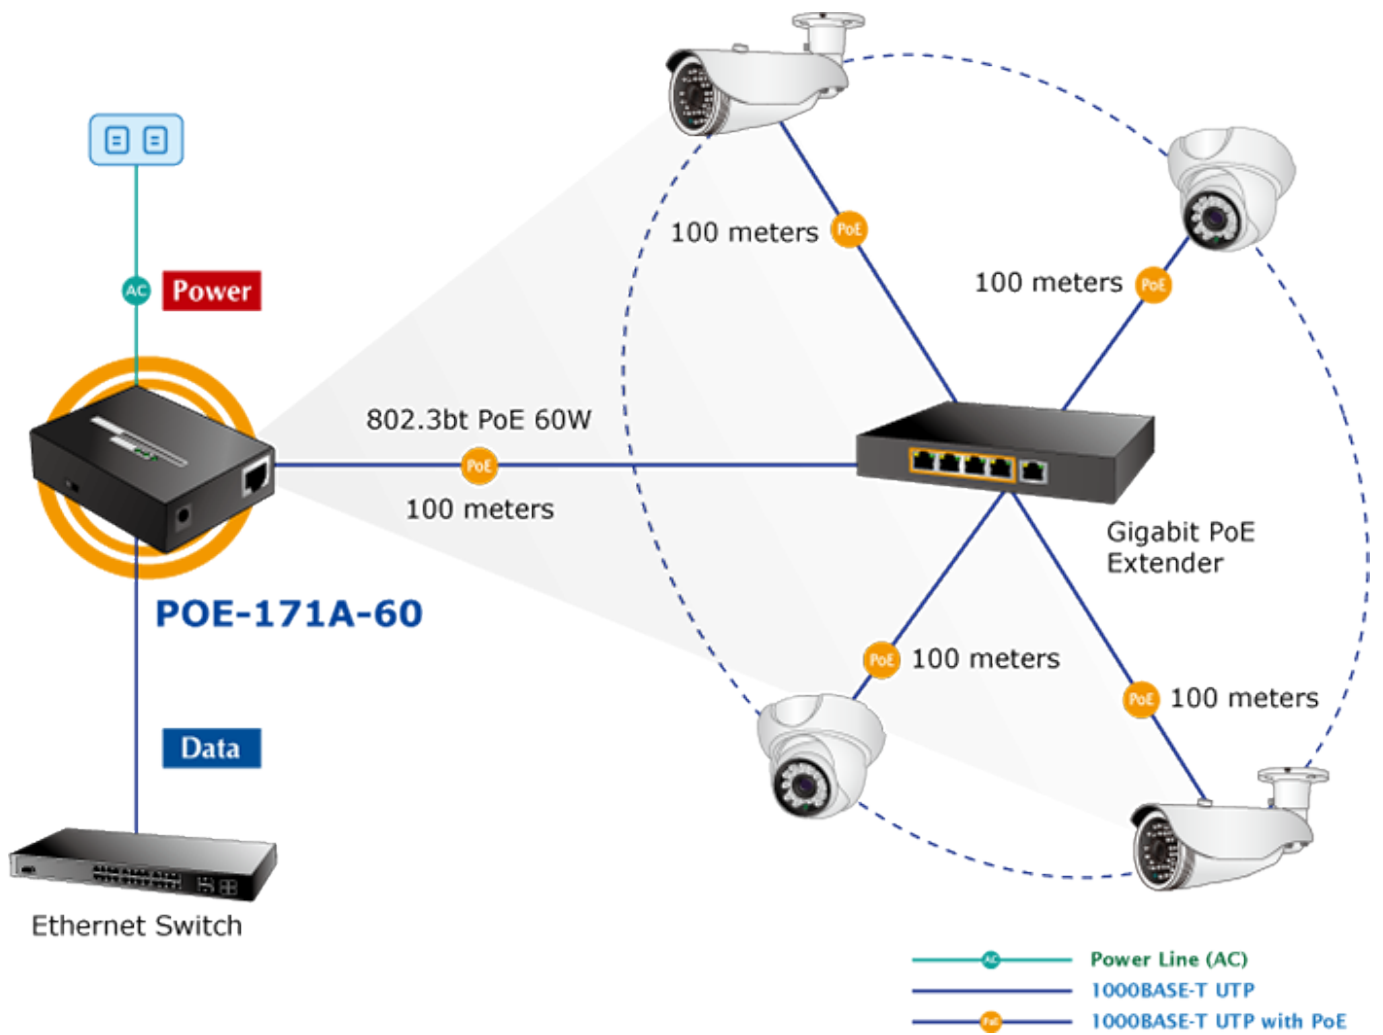 100 meters
PoE
100 meters
PoE
AC
Power
802.3bt PoE 60W
PoE
100 meters
Gigabit PoE
Extender
POE-171A-60
PoE
100 meters
PoE
100 meters
Data
Ethernet Switch
AC
Power Line (AC)
1000BASE-T UTP
PoE
1000BASE-T UTP with PoE